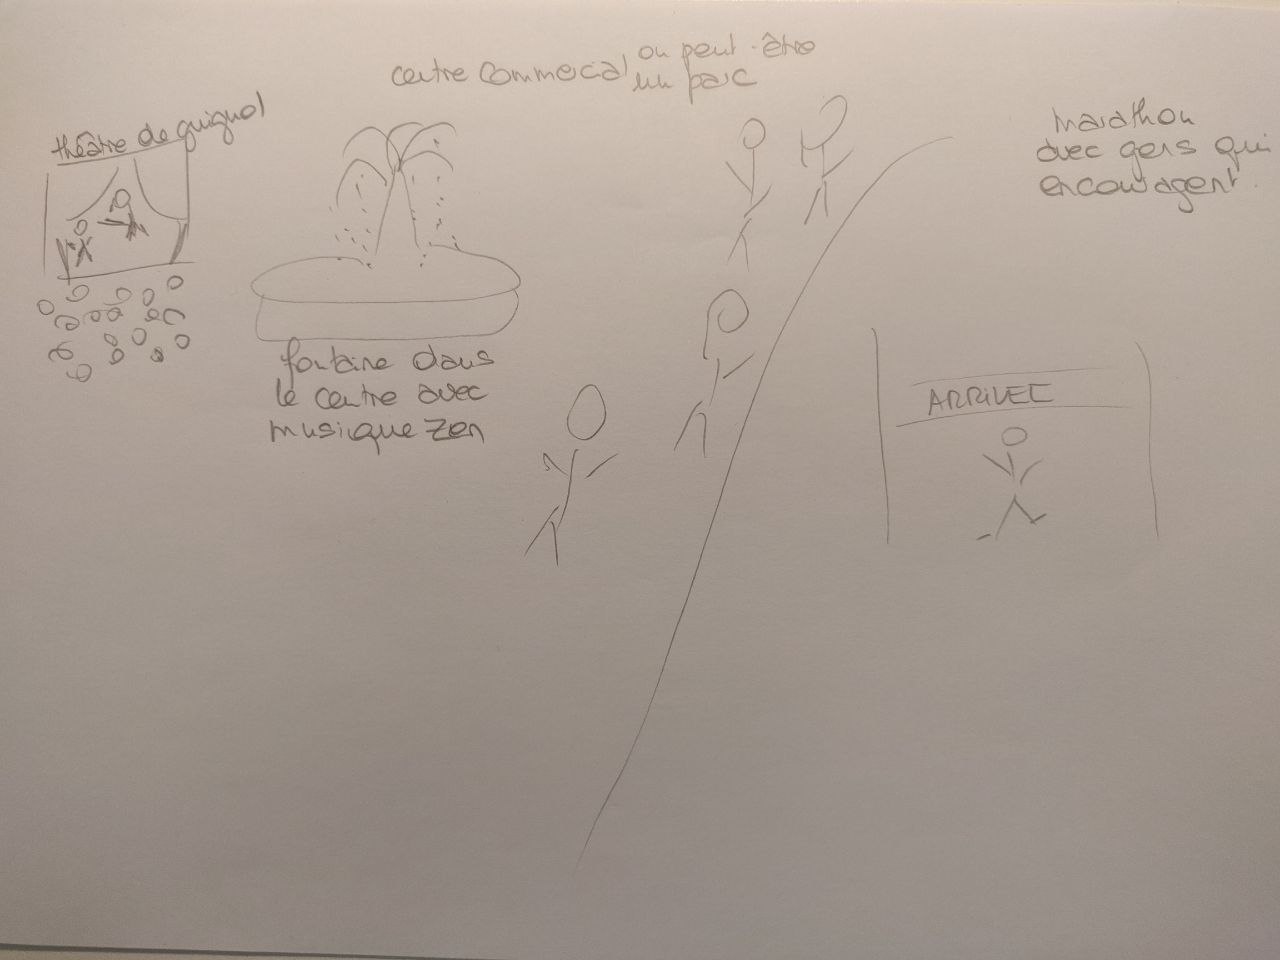 centre commercial ou peut-être
un parc
théâtre de guignol
marathon
avec gens qui
encouragent.
fontaine dans
le centre avec
musique zen
ARRIVEE